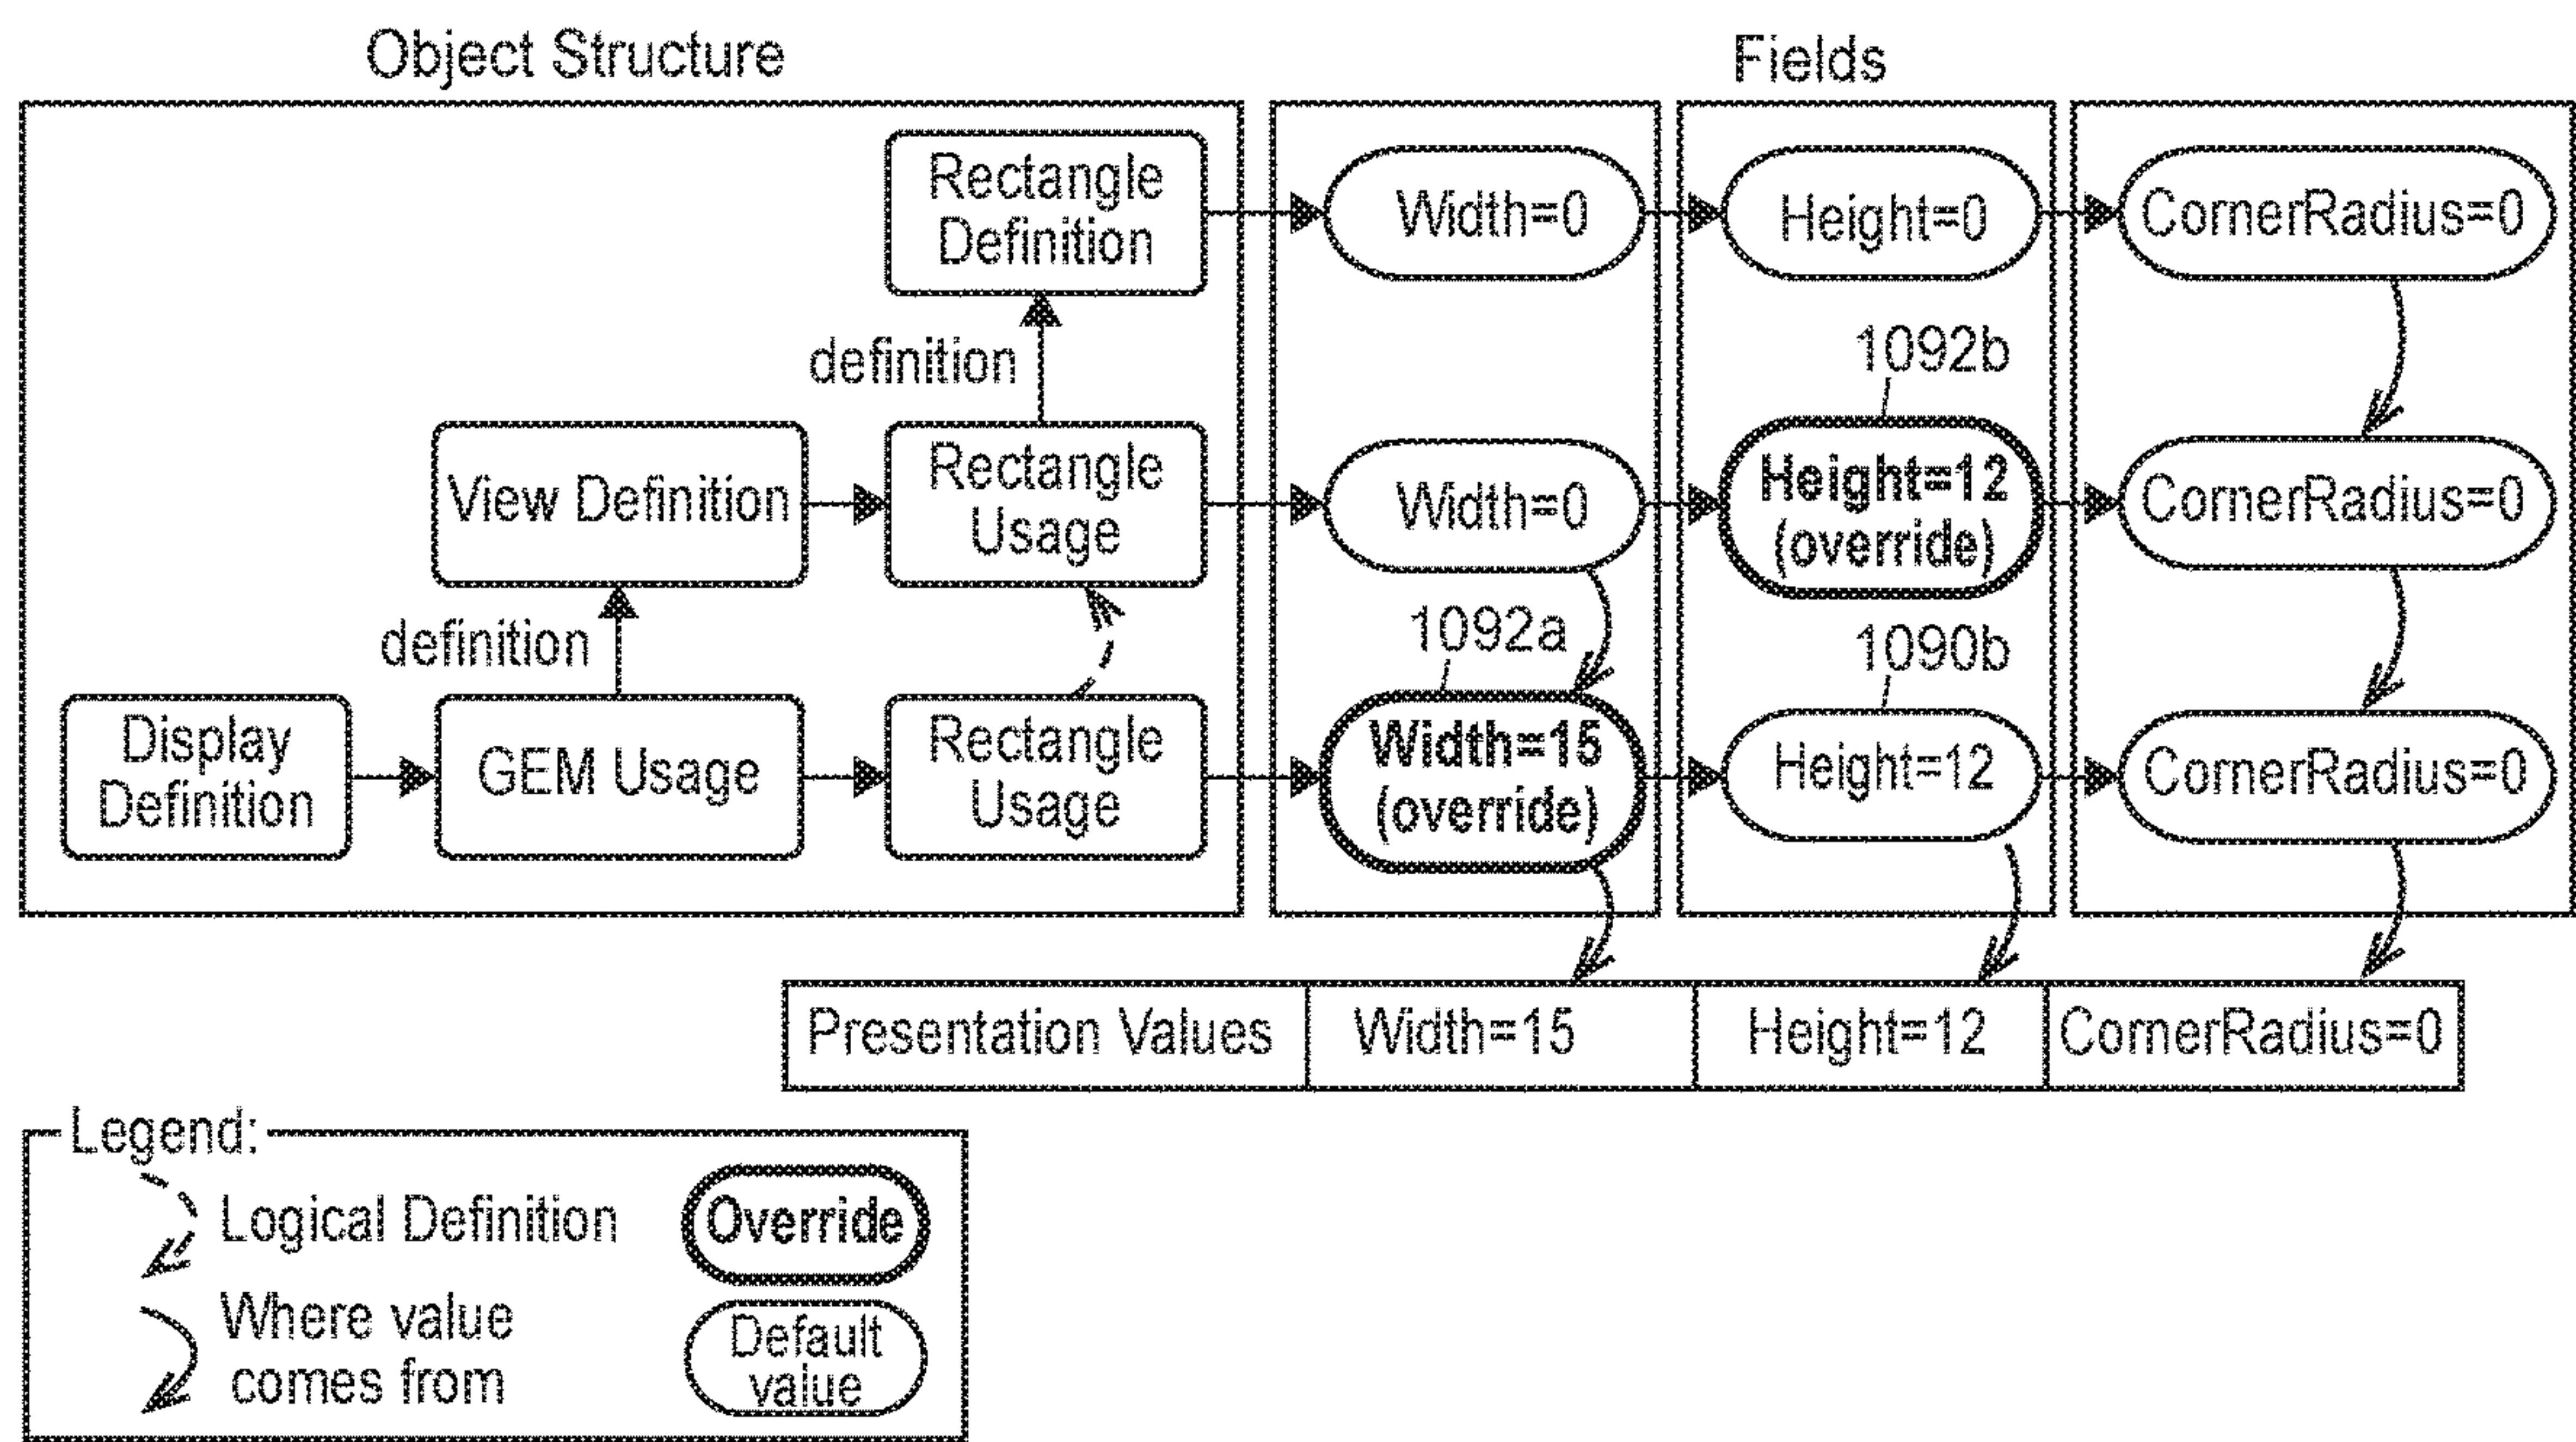 Object Structure
Fields
Rectangle
Definition
Width=0
Height=0
CornerRadius=0
definition
1092b
View Definition
Rectangle
Usage
Width=0
Height=12
(override)
CornerRadius=0
definition
1092a
1090b
Display
Definition
GEM Usage
Rectangle
Usage
Width=15
(override)
Height=12
CornerRadius=0
Presentation Values
Width=15
Height=12
CornerRadius=0
Legend:
Logical Definition
Override
Where value
comes from
Default
value